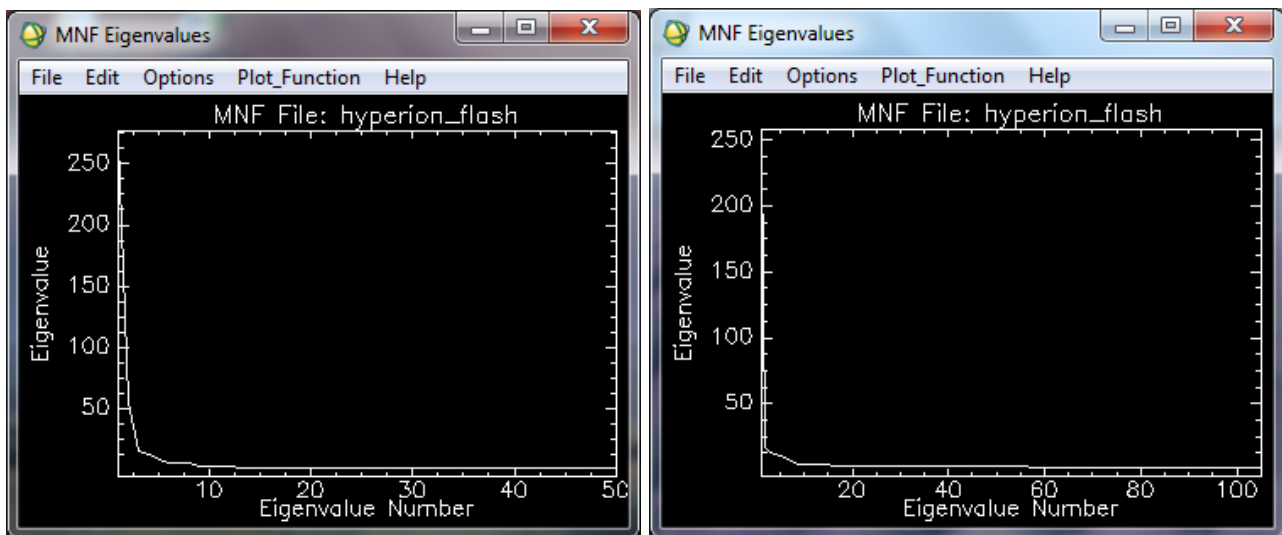 MNF Eigenvalues
File Edit Options Plot_Function Help
MNF File: hyperion_flash
Eigenvalue
250
200
150
100
50
10 20 30 40 50
Eigenvalue Number
MNF Eigenvalues
File Edit Options Plot_Function Help
MNF File: hyperion_flash
Eigenvalue
250
200
150
100
50
20 40 60 80 100
Eigenvalue Number